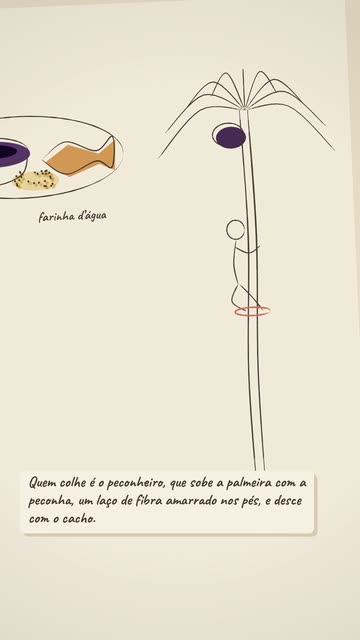 farinha d'água
Quem colhe é o peconheiro, que sobe a palmeira com a
peconha, um laço de fibra amarrado nos pés, e desce
com o cacho.